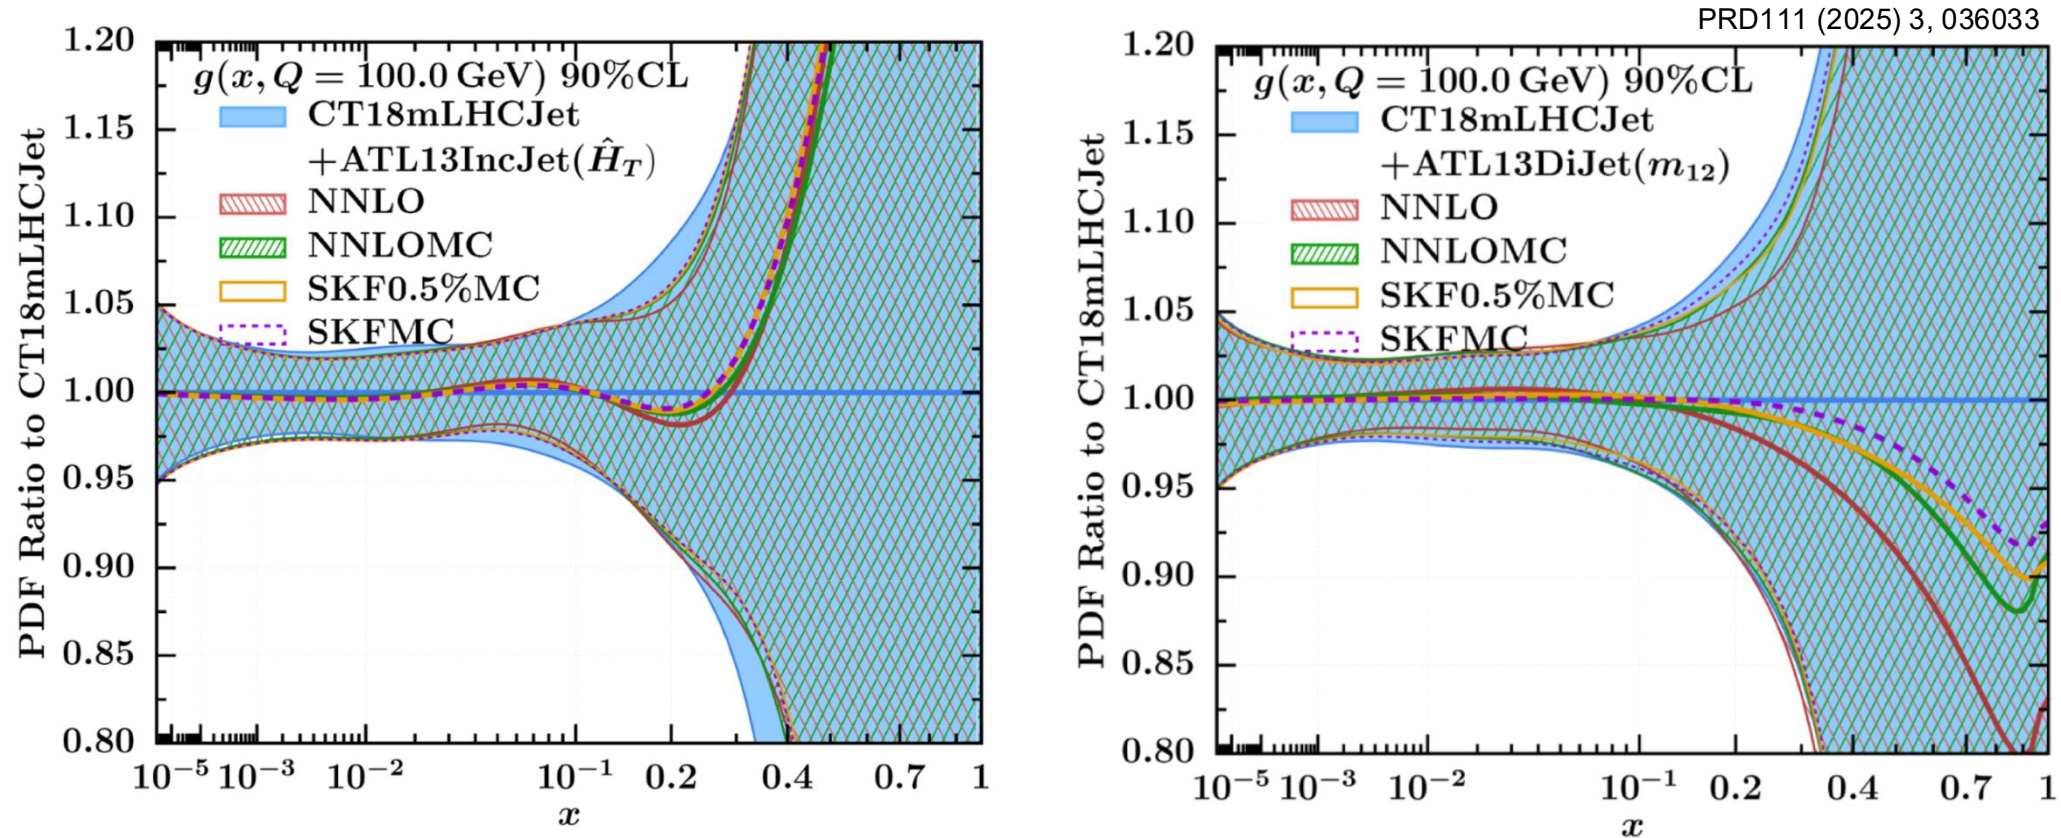 PRD111 (2025) 3, 036033
PDF Ratio to CT18mLHCJet
1.20
1.15
1.10
1.05
1.00
0.95
0.90
0.85
0.80
g(x, Q = 100.0 GeV) 90%CL
CT18mLHCJet
+ATL13IncJet(Ĥ_T)
NNLO
NNLOMC
SKF0.5%MC
SKFMC
10⁻⁵ 10⁻³ 10⁻² 10⁻¹ 0.2 0.4 0.7 1
x
PDF Ratio to CT18mLHCJet
1.20
1.15
1.10
1.05
1.00
0.95
0.90
0.85
0.80
g(x, Q = 100.0 GeV) 90%CL
CT18mLHCJet
+ATL13DiJet(m₁₂)
NNLO
NNLOMC
SKF0.5%MC
SKFMC
10⁻⁵ 10⁻³ 10⁻² 10⁻¹ 0.2 0.4 0.7 1
x